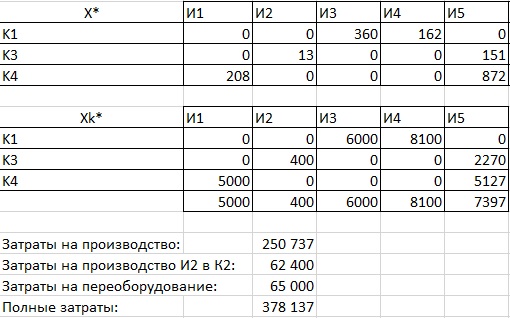 X* И1 И2 И3 И4 И5
К1 0 0 360 162 0
К3 0 13 0 0 151
К4 208 0 0 0 872
Xk* И1 И2 И3 И4 И5
К1 0 0 6000 8100 0
К3 0 400 0 0 2270
К4 5000 0 0 0 5127
5000 400 6000 8100 7397
Затраты на производство: 250 737
Затраты на производство И2 в К2: 62 400
Затраты на переоборудование: 65 000
Полные затраты: 378 137